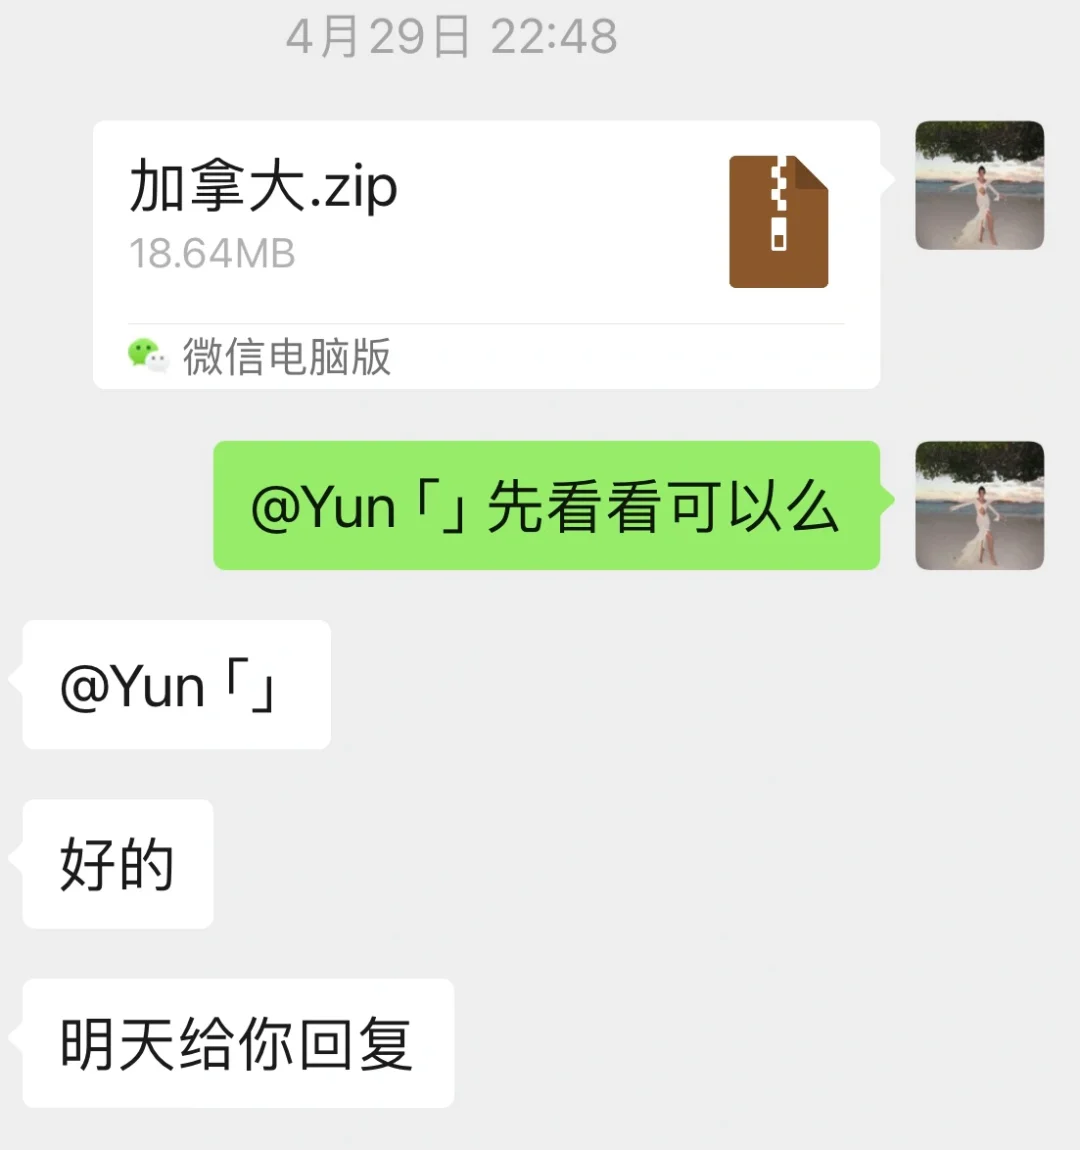 4月29日 22:48
加拿大.zip
18.64MB
微信电脑版
@Yun「」先看看可以么
@Yun「」
好的
明天给你回复